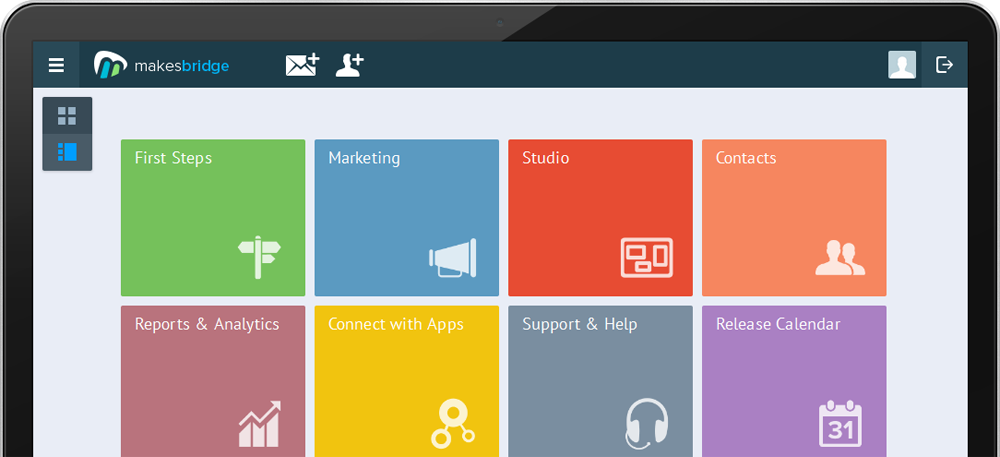 makesbridge
First Steps
Marketing
Studio
Contacts
Reports & Analytics
Connect with Apps
Support & Help
Release Calendar
31